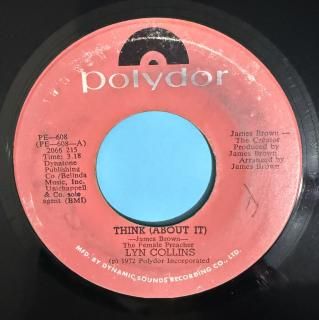 polydor
PE-608
(PE-608-A)
2066 215
Time: 3.18
Dynatone
Publishing
Co./Belinda
Music, Inc.
Unichappell
& Co. sole
agent (BMI)
James Brown—
The Creator
Produced by
James Brown
Arranged by
James Brown
THINK (ABOUT IT)
—James Brown—
The Female Preacher
LYN COLLINS
(p) 1972 Polydor Incorporated
MFD. BY DYNAMIC SOUNDS RECORDING CO.